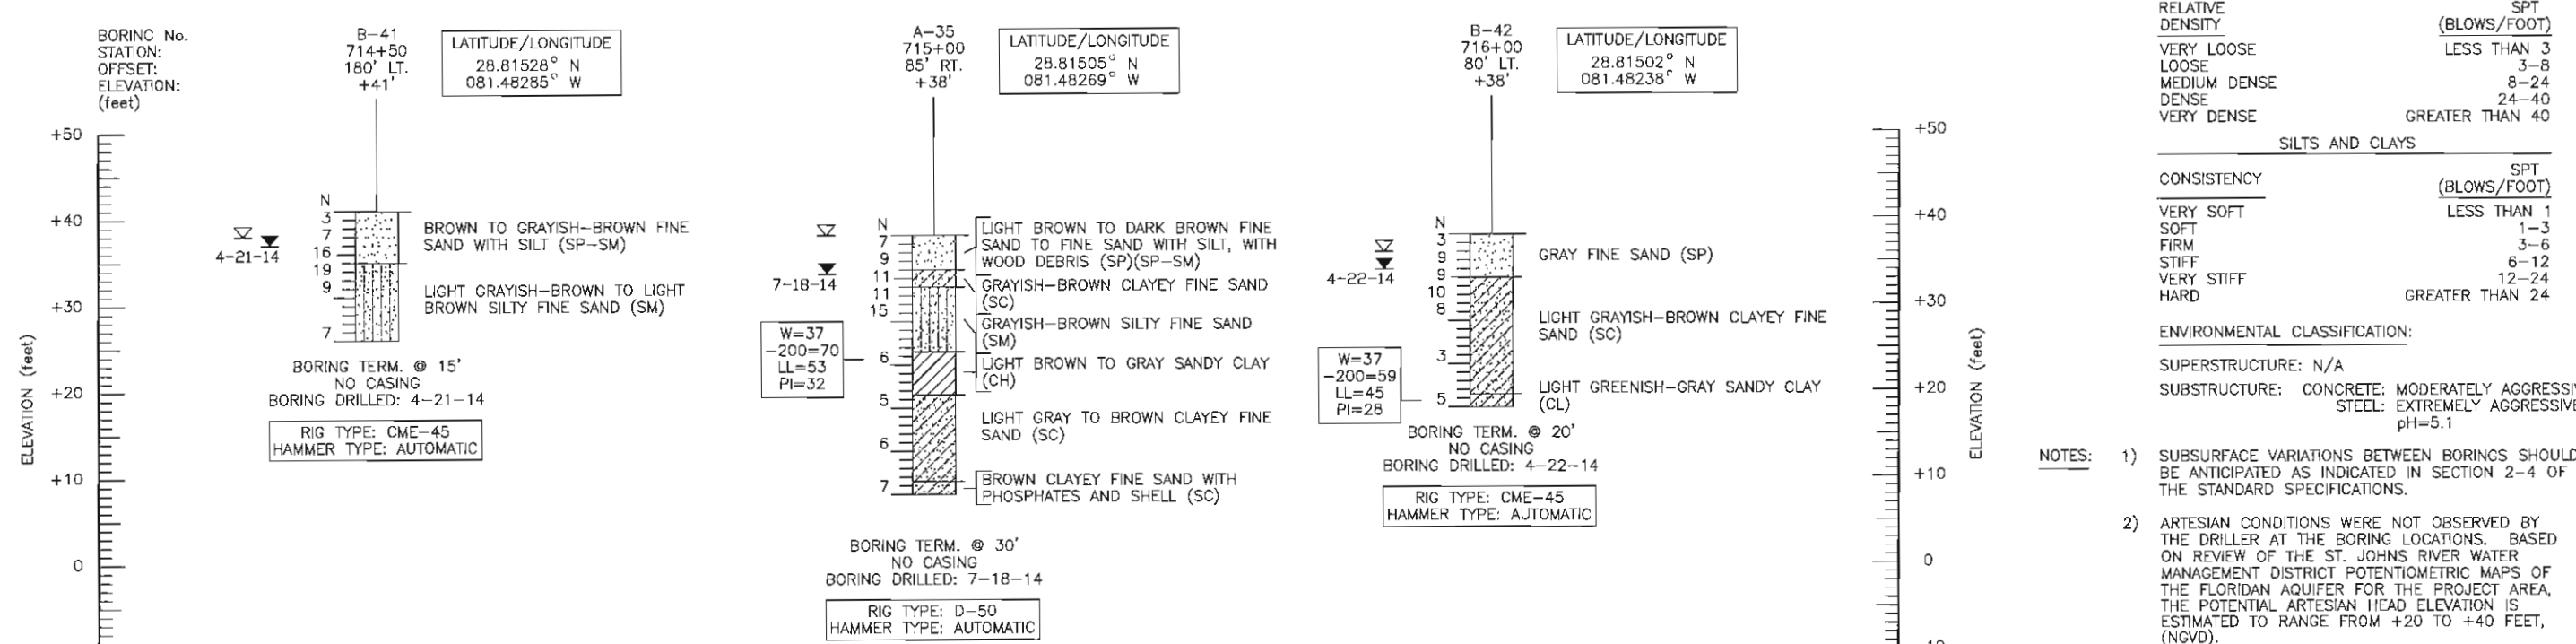 BORINC No.
STATION:
OFFSET:
ELEVATION:
(feet)
B-41
714+50
180' LT.
+41'
LATITUDE/LONGITUDE
28.81528° N
081.48285° W
A-35
715+00
85' RT.
+38'
LATITUDE/LONGITUDE
28.81505° N
081.48269° W
B-42
716+00
80' LT.
+38'
LATITUDE/LONGITUDE
28.81502° N
081.48238° W
+50
+40
+30
+20
+10
0
ELEVATION (feet)
4-21-14
N
3
7
16
19
9
7
BROWN TO GRAYISH-BROWN FINE
SAND WITH SILT (SP-SM)
LIGHT GRAYISH-BROWN TO LIGHT
BROWN SILTY FINE SAND (SM)
BORING TERM. @ 15'
NO CASING
BORING DRILLED: 4-21-14
RIG TYPE: CME-45
HAMMER TYPE: AUTOMATIC
7-18-14
W=37
-200=70
LL=53
PI=32
N
7
9
11
11
15
6
5
6
7
LIGHT BROWN TO DARK BROWN FINE
SAND TO FINE SAND WITH SILT, WITH
WOOD DEBRIS (SP)(SP-SM)
GRAYISH-BROWN CLAYEY FINE SAND
(SC)
GRAYISH-BROWN SILTY FINE SAND
(SM)
LIGHT BROWN TO GRAY SANDY CLAY
(CH)
LIGHT GRAY TO BROWN CLAYEY FINE
SAND (SC)
BROWN CLAYEY FINE SAND WITH
PHOSPHATES AND SHELL (SC)
BORING TERM. @ 30'
NO CASING
BORING DRILLED: 7-18-14
RIG TYPE: D-50
HAMMER TYPE: AUTOMATIC
4-22-14
W=37
-200=59
LL=45
PI=28
N
3
9
9
9
10
8
3
5
GRAY FINE SAND (SP)
LIGHT GRAYISH-BROWN CLAYEY FINE
SAND (SC)
LIGHT GREENISH-GRAY SANDY CLAY
(CL)
BORING TERM. @ 20'
NO CASING
BORING DRILLED: 4-22-14
RIG TYPE: CME-45
HAMMER TYPE: AUTOMATIC
+50
+40
+30
+20
+10
0
-10
ELEVATION (feet)
RELATIVE SPT
DENSITY (BLOWS/FOOT)
VERY LOOSE LESS THAN 3
LOOSE 3-8
MEDIUM DENSE 8-24
DENSE 24-40
VERY DENSE GREATER THAN 40
SILTS AND CLAYS
CONSISTENCY SPT
(BLOWS/FOOT)
VERY SOFT LESS THAN 1
SOFT 1-3
FIRM 3-6
STIFF 6-12
VERY STIFF 12-24
HARD GREATER THAN 24
ENVIRONMENTAL CLASSIFICATION:
SUPERSTRUCTURE: N/A
SUBSTRUCTURE: CONCRETE: MODERATELY AGGRESSIV
STEEL: EXTREMELY AGGRESSIVE
pH=5.1
NOTES: 1) SUBSURFACE VARIATIONS BETWEEN BORINGS SHOULD
BE ANTICIPATED AS INDICATED IN SECTION 2-4 OF
THE STANDARD SPECIFICATIONS.
2) ARTESIAN CONDITIONS WERE NOT OBSERVED BY
THE DRILLER AT THE BORING LOCATIONS. BASED
ON REVIEW OF THE ST. JOHNS RIVER WATER
MANAGEMENT DISTRICT POTENTIOMETRIC MAPS OF
THE FLORIDAN AQUIFER FOR THE PROJECT AREA,
THE POTENTIAL ARTESIAN HEAD ELEVATION IS
ESTIMATED TO RANGE FROM +20 TO +40 FEET,
(NGVD).